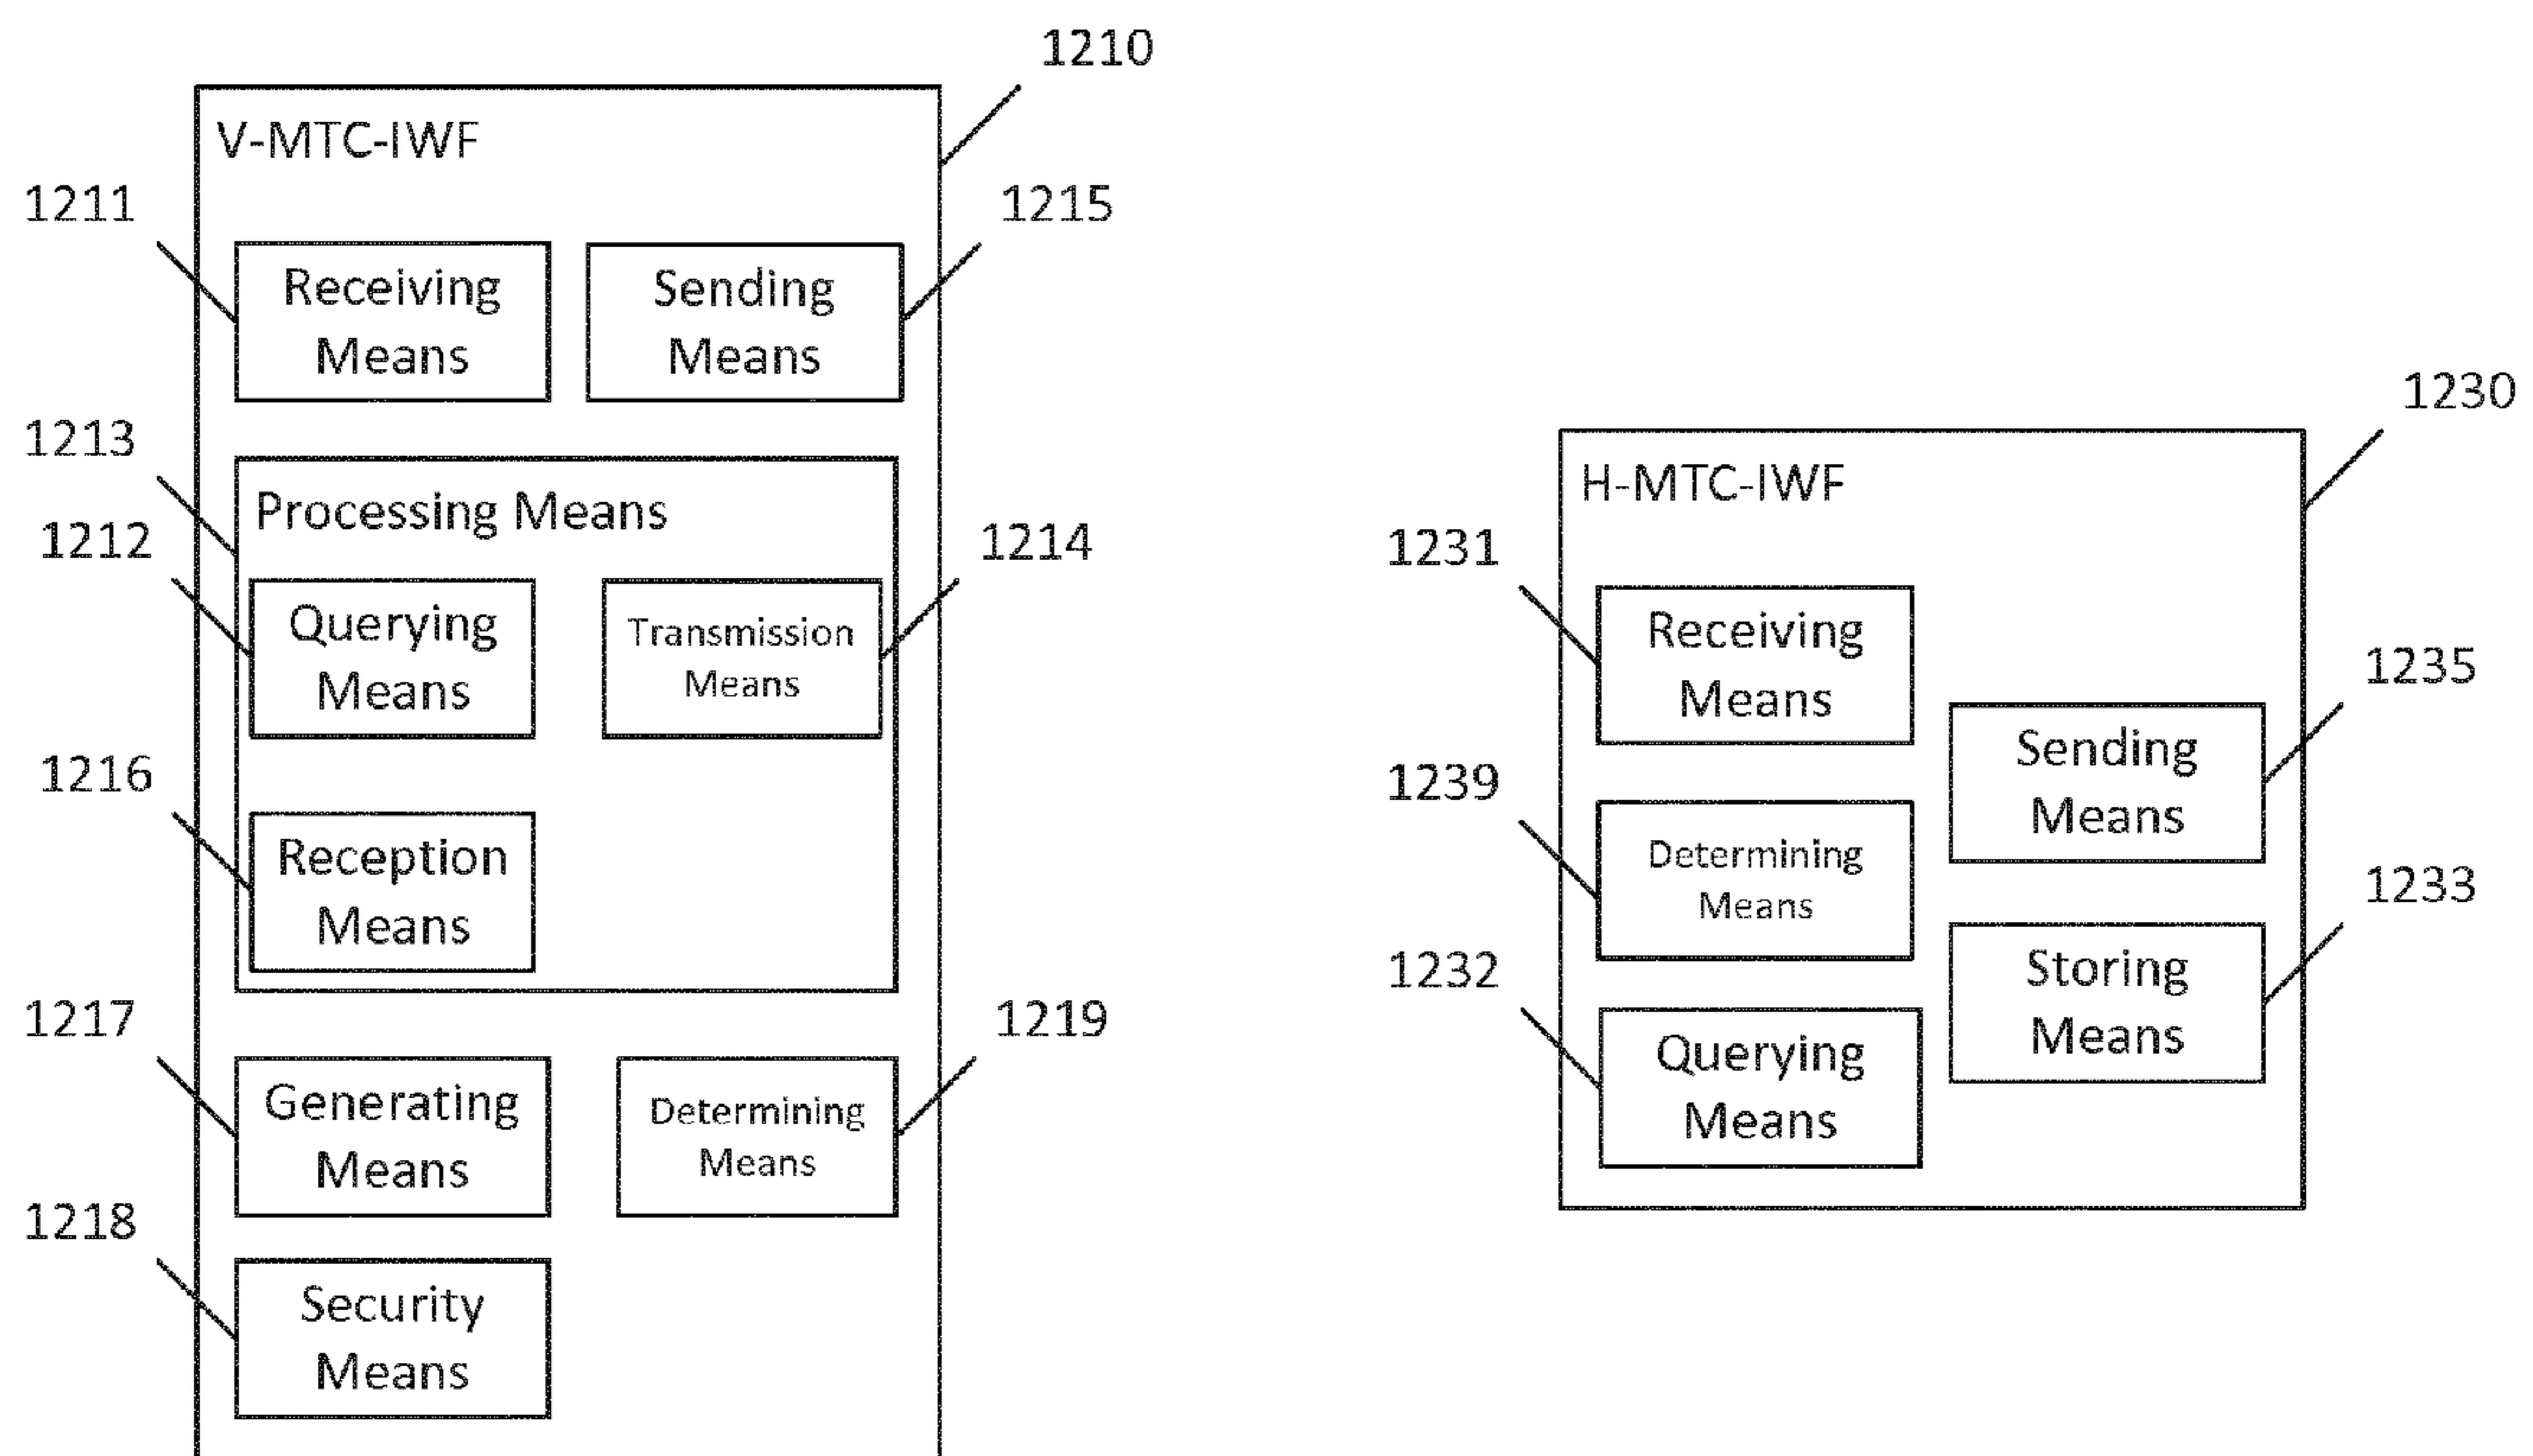 1210
V-MTC-IWF
1211
1215
Receiving
Means
Sending
Means
1213
Processing Means
1212
1214
Querying
Means
Transmission
Means
1216
Reception
Means
1217
1219
Generating
Means
Determining
Means
1218
Security
Means
1230
H-MTC-IWF
1231
Receiving
Means
1235
Sending
Means
1239
Determining
Means
1233
Storing
Means
1232
Querying
Means